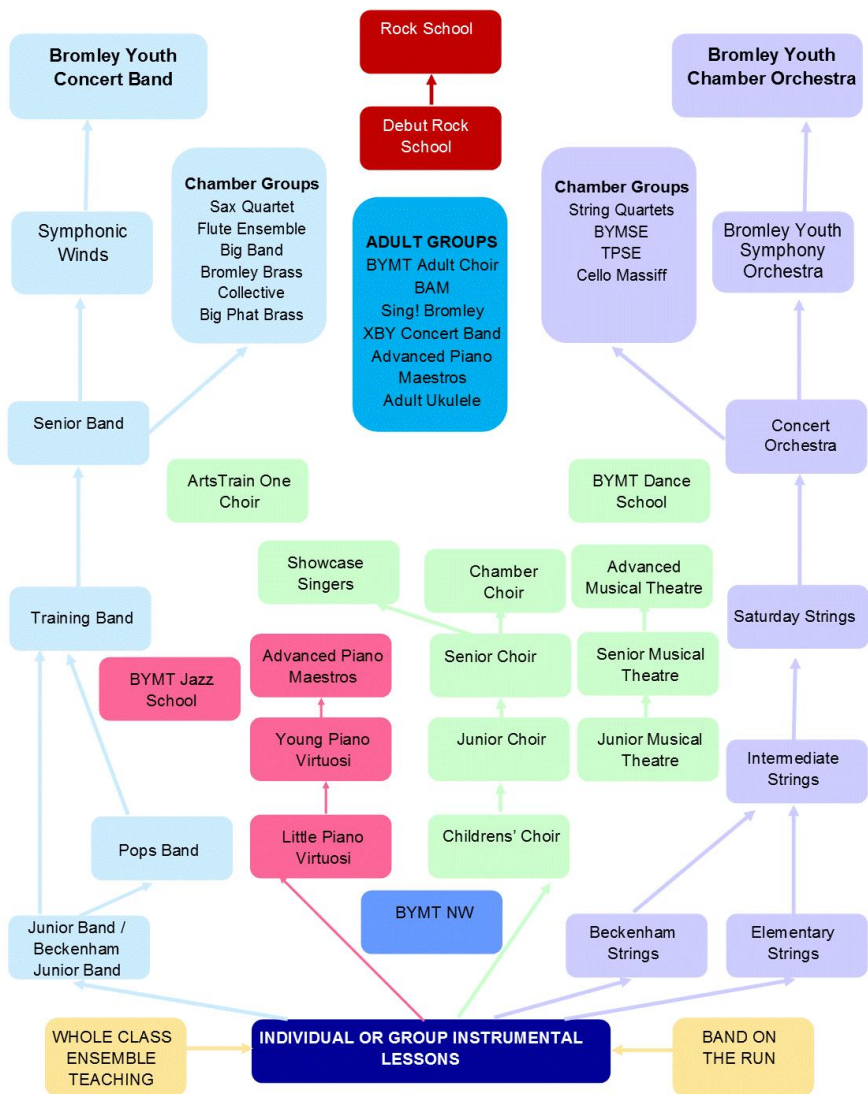 Rock School
Bromley Youth
Concert Band
Bromley Youth
Chamber Orchestra
Debut Rock
School
Chamber Groups
Sax Quartet
Flute Ensemble
Big Band
Bromley Brass
Collective
Big Phat Brass
Chamber Groups
String Quartets
BYMSE
TPSE
Cello Massiff
Symphonic
Winds
ADULT GROUPS
BYMT Adult Choir
BAM
Sing! Bromley
XBY Concert Band
Advanced Piano
Maestros
Adult Ukulele
Bromley Youth
Symphony
Orchestra
Senior Band
Concert
Orchestra
ArtsTrain One
Choir
BYMT Dance
School
Showcase
Singers
Chamber
Choir
Advanced
Musical Theatre
Training Band
Saturday Strings
BYMT Jazz
School
Advanced Piano
Maestros
Senior Choir
Senior Musical
Theatre
Young Piano
Virtuosi
Junior Choir
Junior Musical
Theatre
Intermediate
Strings
Pops Band
Little Piano
Virtuosi
Childrens' Choir
BYMT NW
Junior Band /
Beckenham
Junior Band
Beckenham
Strings
Elementary
Strings
WHOLE CLASS
ENSEMBLE
TEACHING
INDIVIDUAL OR GROUP INSTRUMENTAL
LESSONS
BAND ON
THE RUN